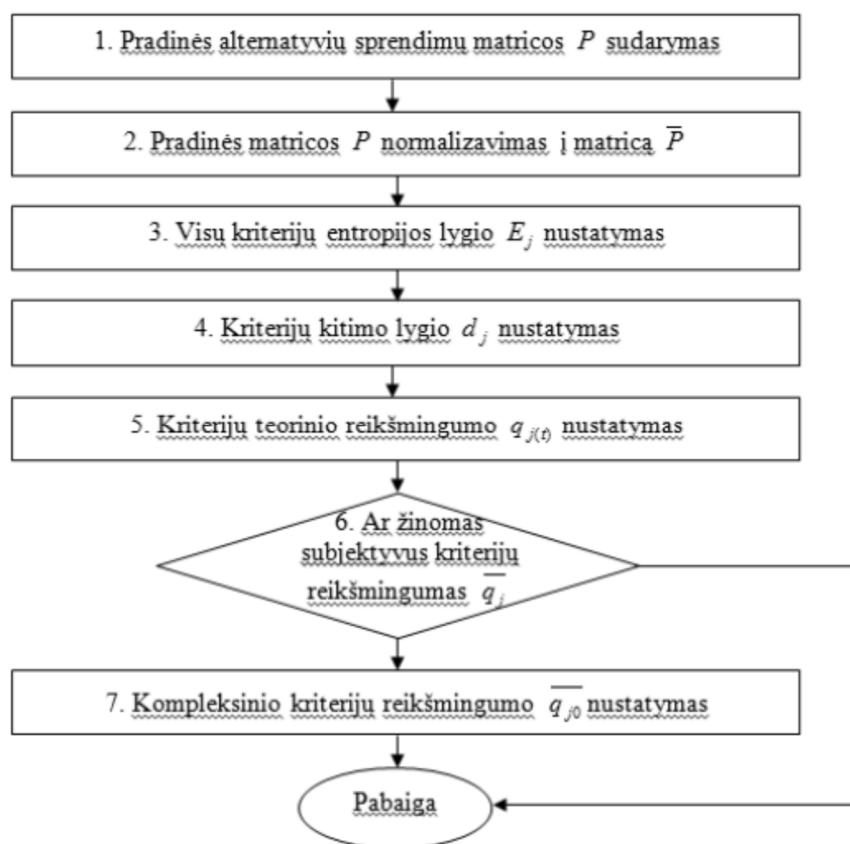 1. Pradinės alternatyvių sprendimų matricos P sudarymas
2. Pradinės matricos P normalizavimas į matricą P̅
3. Visų kriterijų entropijos lygio E_j nustatymas
4. Kriterijų kitimo lygio d_j nustatymas
5. Kriterijų teorinio reikšmingumo q_j(t) nustatymas
6. Ar žinomas
subjektyvus kriterijų
reikšmingumas q̅_j̅
7. Kompleksinio kriterijų reikšmingumo q̅_j̅0̅ nustatymas
Pabaiga